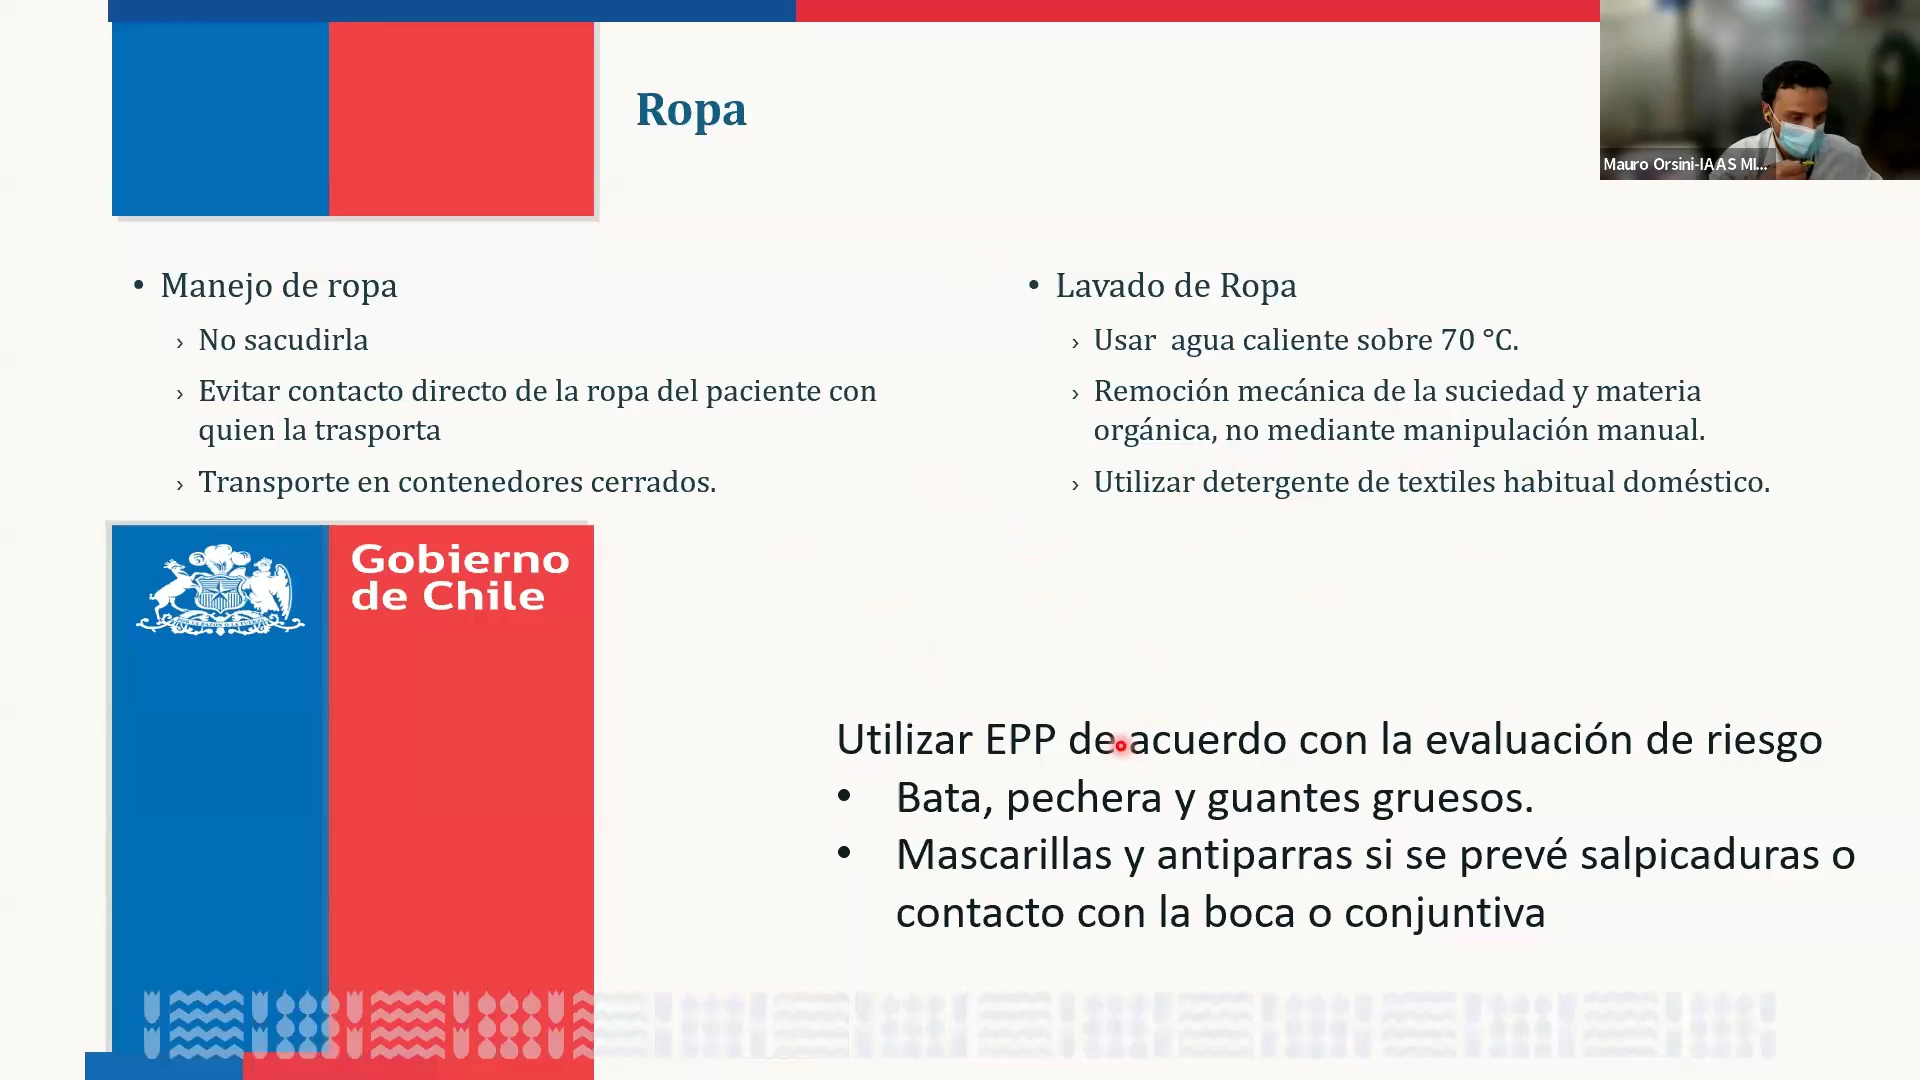 Ropa
Mauro Orsini-IAAS MI...
• Manejo de ropa
› No sacudirla
› Evitar contacto directo de la ropa del paciente con
quien la trasporta
› Transporte en contenedores cerrados.
• Lavado de Ropa
› Usar agua caliente sobre 70 °C.
› Remoción mecánica de la suciedad y materia
orgánica, no mediante manipulación manual.
› Utilizar detergente de textiles habitual doméstico.
Gobierno
de Chile
Utilizar EPP de acuerdo con la evaluación de riesgo
• Bata, pechera y guantes gruesos.
• Mascarillas y antiparras si se prevé salpicaduras o
contacto con la boca o conjuntiva